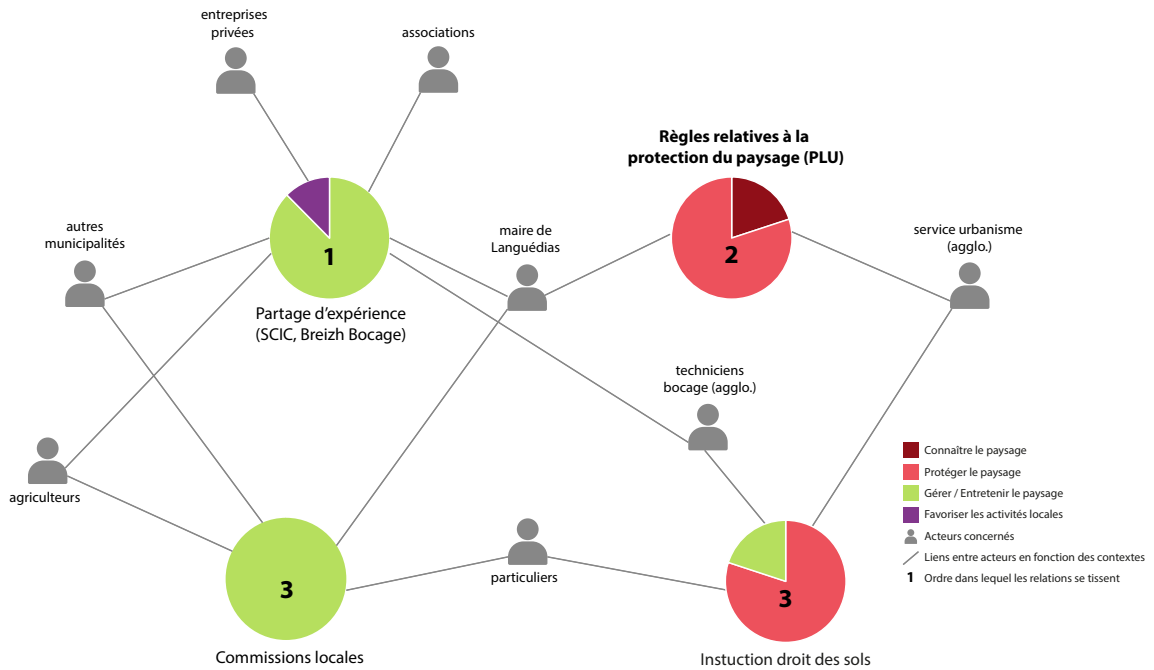 entreprises
privées
associations
Règles relatives à la
protection du paysage (PLU)
autres
municipalités
1
maire de
Languédias
2
service urbanisme
(agglo.)
Partage d'expérience
(SCIC, Breizh Bocage)
techniciens
bocage (agglo.)
agriculteurs
Connaître le paysage
Protéger le paysage
Gérer / Entretenir le paysage
Favoriser les activités locales
Acteurs concernés
Liens entre acteurs en fonction des contextes
1 Ordre dans lequel les relations se tissent
3
particuliers
3
Commissions locales
Instuction droit des sols